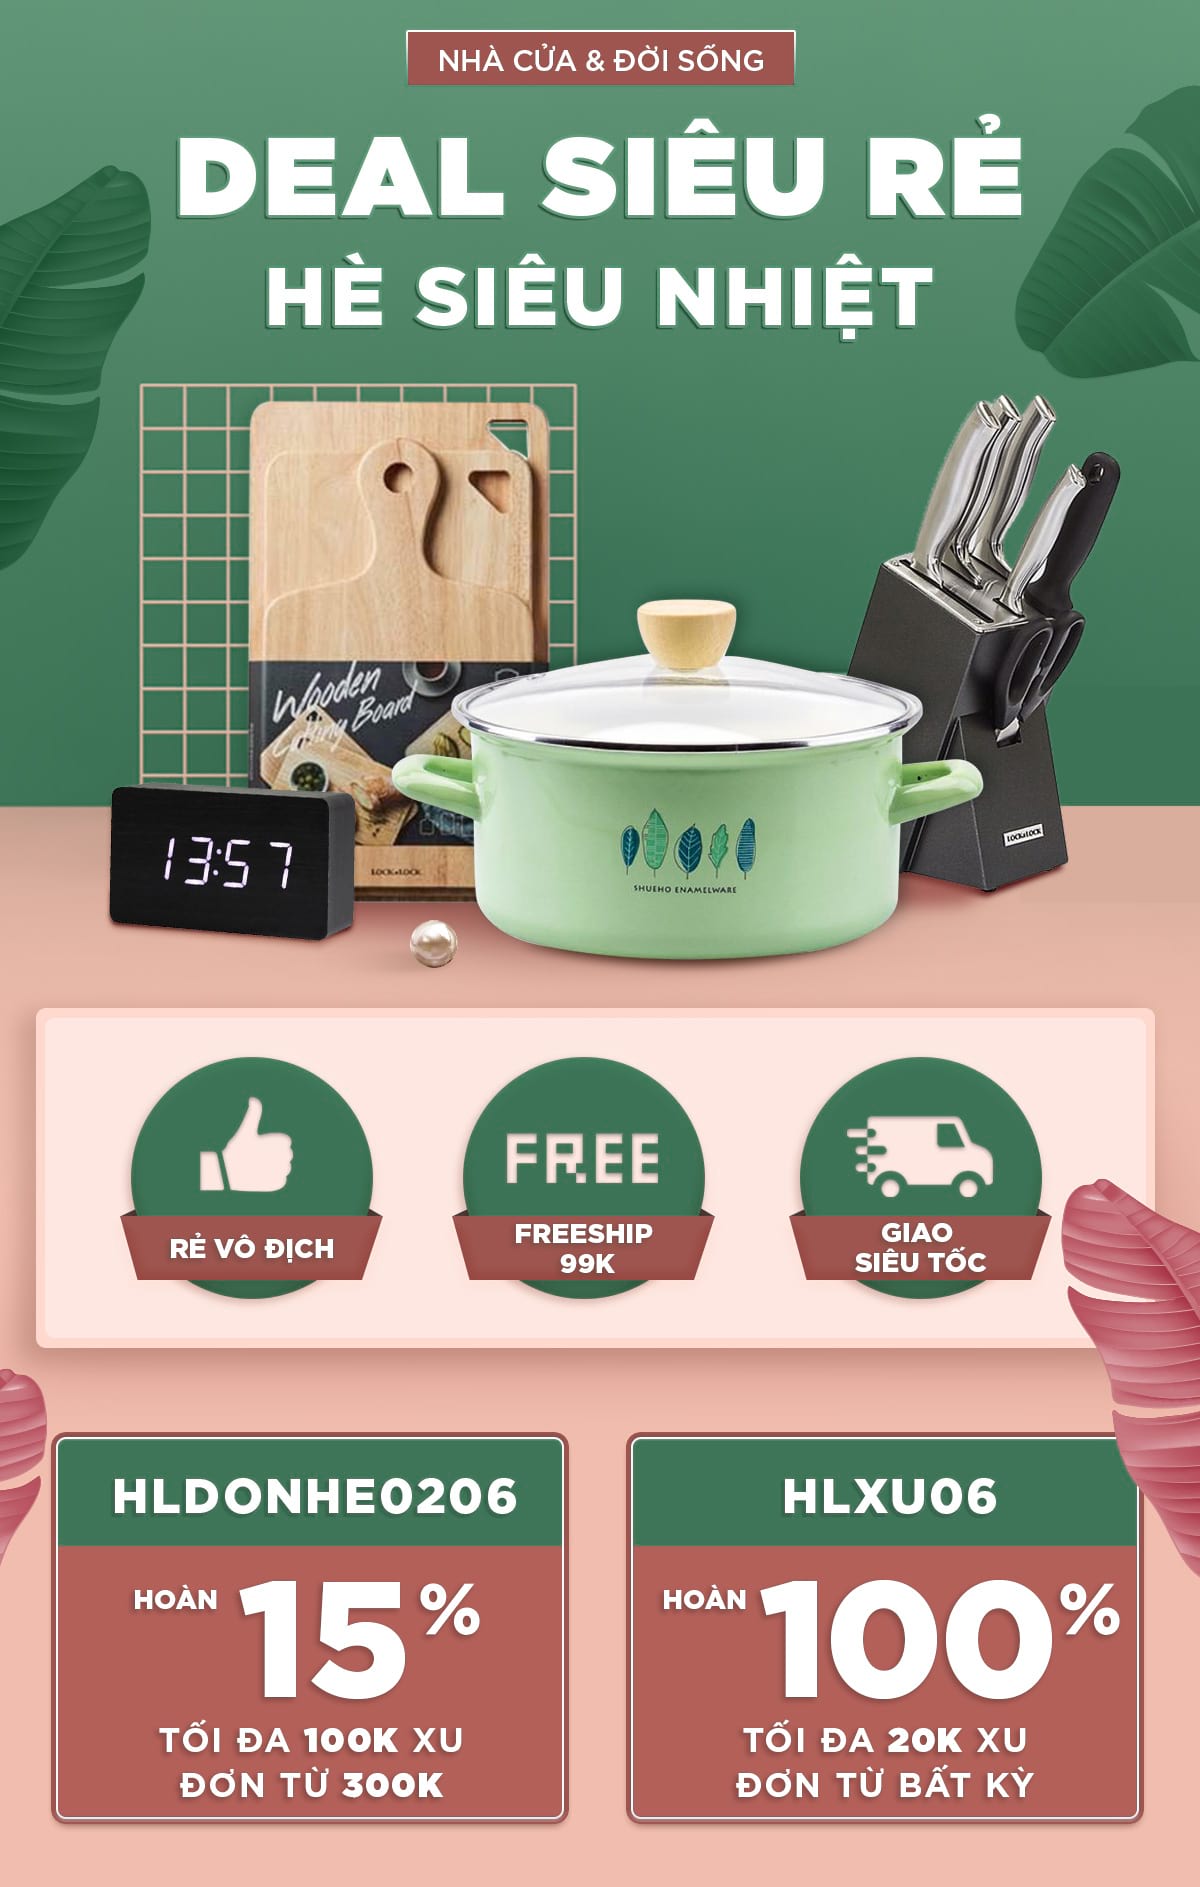 NHÀ CỬA & ĐỜI SỐNG
DEAL SIÊU RẺ
HÈ SIÊU NHIỆT
Wooden
Cutting Board
LOCK&LOCK
13:57
SHUEHO ENAMELWARE
LOCK&LOCK
RẺ VÔ ĐỊCH
FREE
FREESHIP
99K
GIAO
SIÊU TỐC
HLDONHE0206
HOÀN 15%
TỐI ĐA 100K XU
ĐƠN TỪ 300K
HLXU06
HOÀN 100%
TỐI ĐA 20K XU
ĐƠN TỪ BẤT KỲ